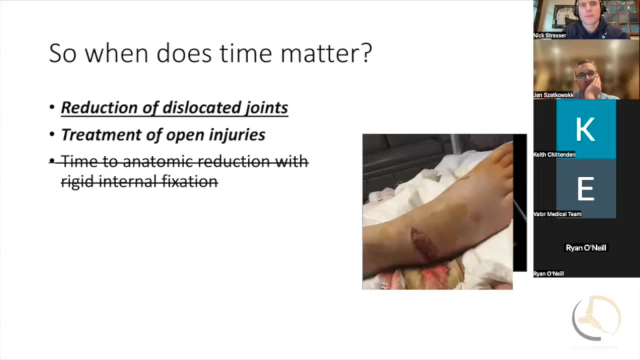 So when does time matter?
• Reduction of dislocated joints
• Treatment of open injuries
• Time to anatomic reduction with
rigid internal fixation
Nick Strasser
Jan Szatkowski
K
Keith Chittenden
E
Valor Medical Team
Ryan O'Neill
Ryan O'Neill